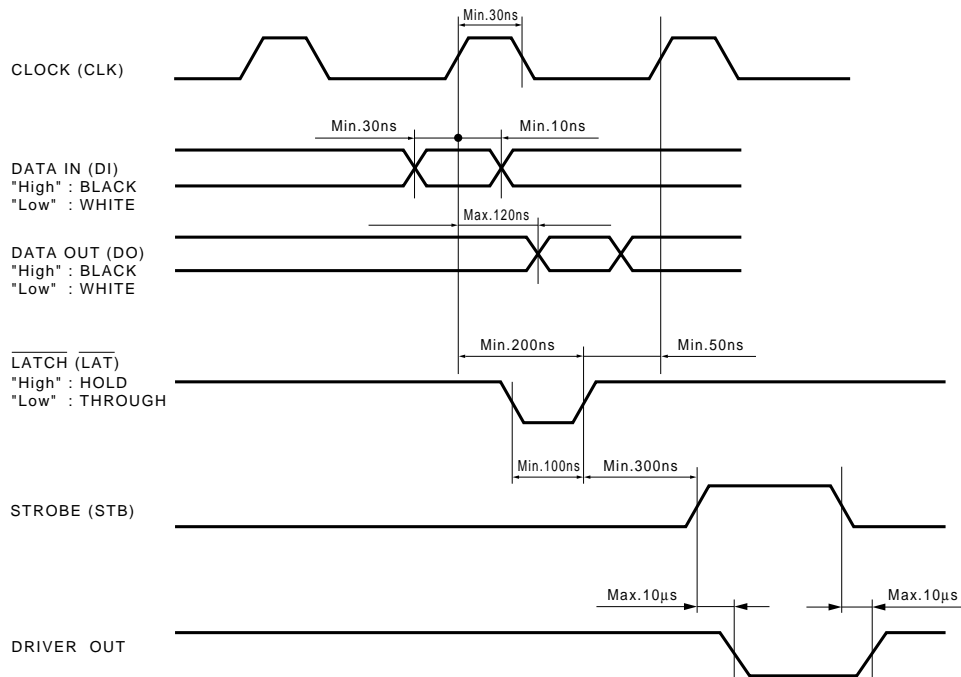 Min.30ns
CLOCK (CLK)
Min.30ns
Min.10ns
DATA IN (DI)
"High" : BLACK
"Low" : WHITE
Max.120ns
DATA OUT (DO)
"High" : BLACK
"Low" : WHITE
Min.200ns
Min.50ns
LATCH (LAT)
"High" : HOLD
"Low" : THROUGH
Min.100ns
Min.300ns
STROBE (STB)
Max.10μs
Max.10μs
DRIVER OUT